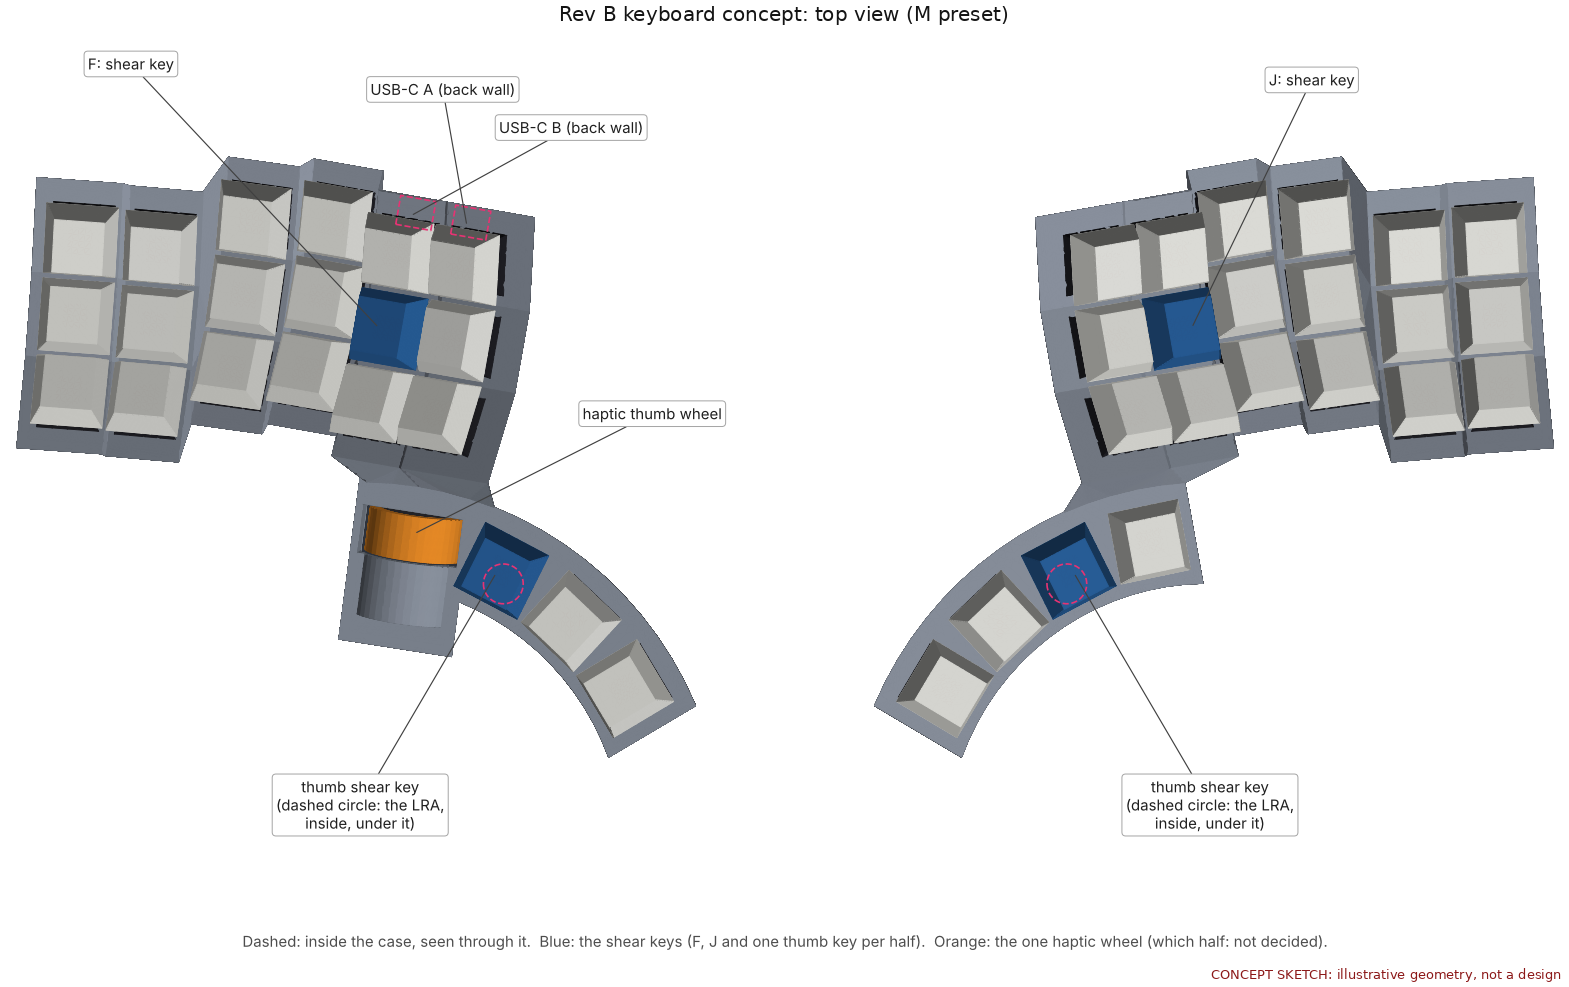 Rev B keyboard concept: top view (M preset)
F: shear key
USB-C A (back wall)
USB-C B (back wall)
J: shear key
haptic thumb wheel
thumb shear key
(dashed circle: the LRA,
inside, under it)
thumb shear key
(dashed circle: the LRA,
inside, under it)
Dashed: inside the case, seen through it.  Blue: the shear keys (F, J and one thumb key per half).  Orange: the one haptic wheel (which half: not decided).
CONCEPT SKETCH: illustrative geometry, not a design